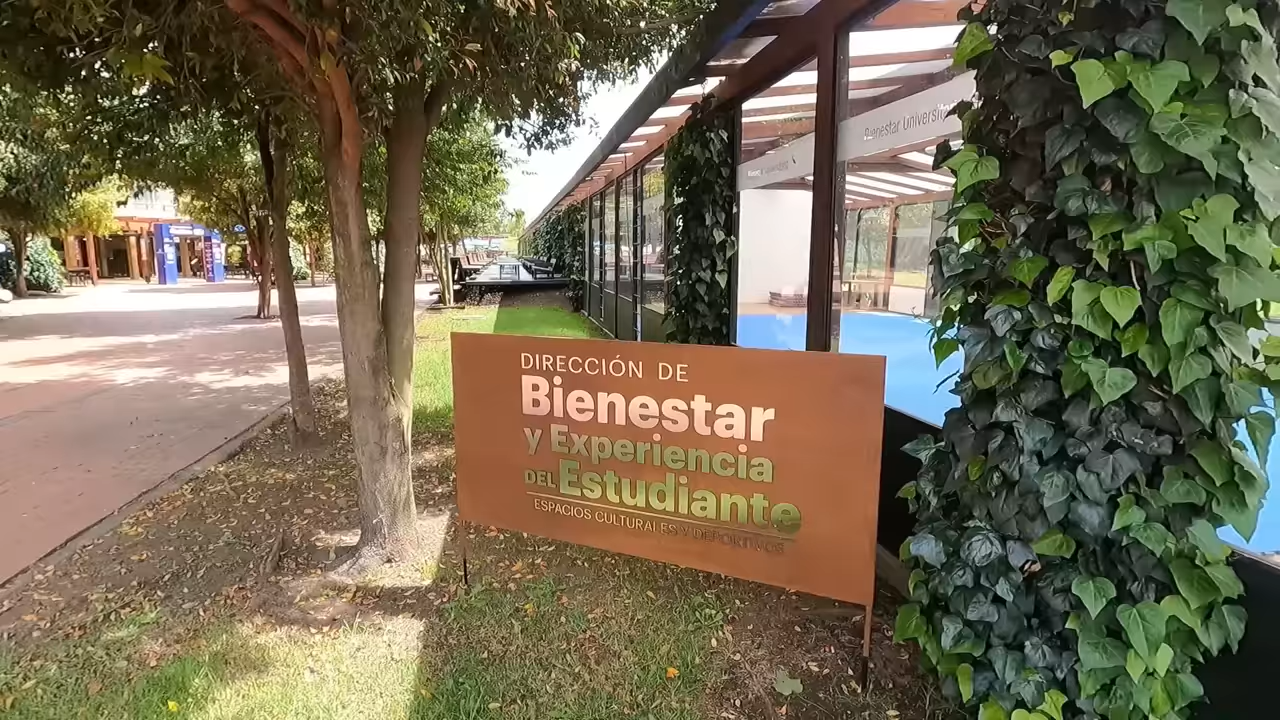 DIRECCIÓN DE
Bienestar
y Experiencia
DEL Estudiante
ESPACIOS CULTURALES Y DEPORTIVOS
Bienestar Universitario